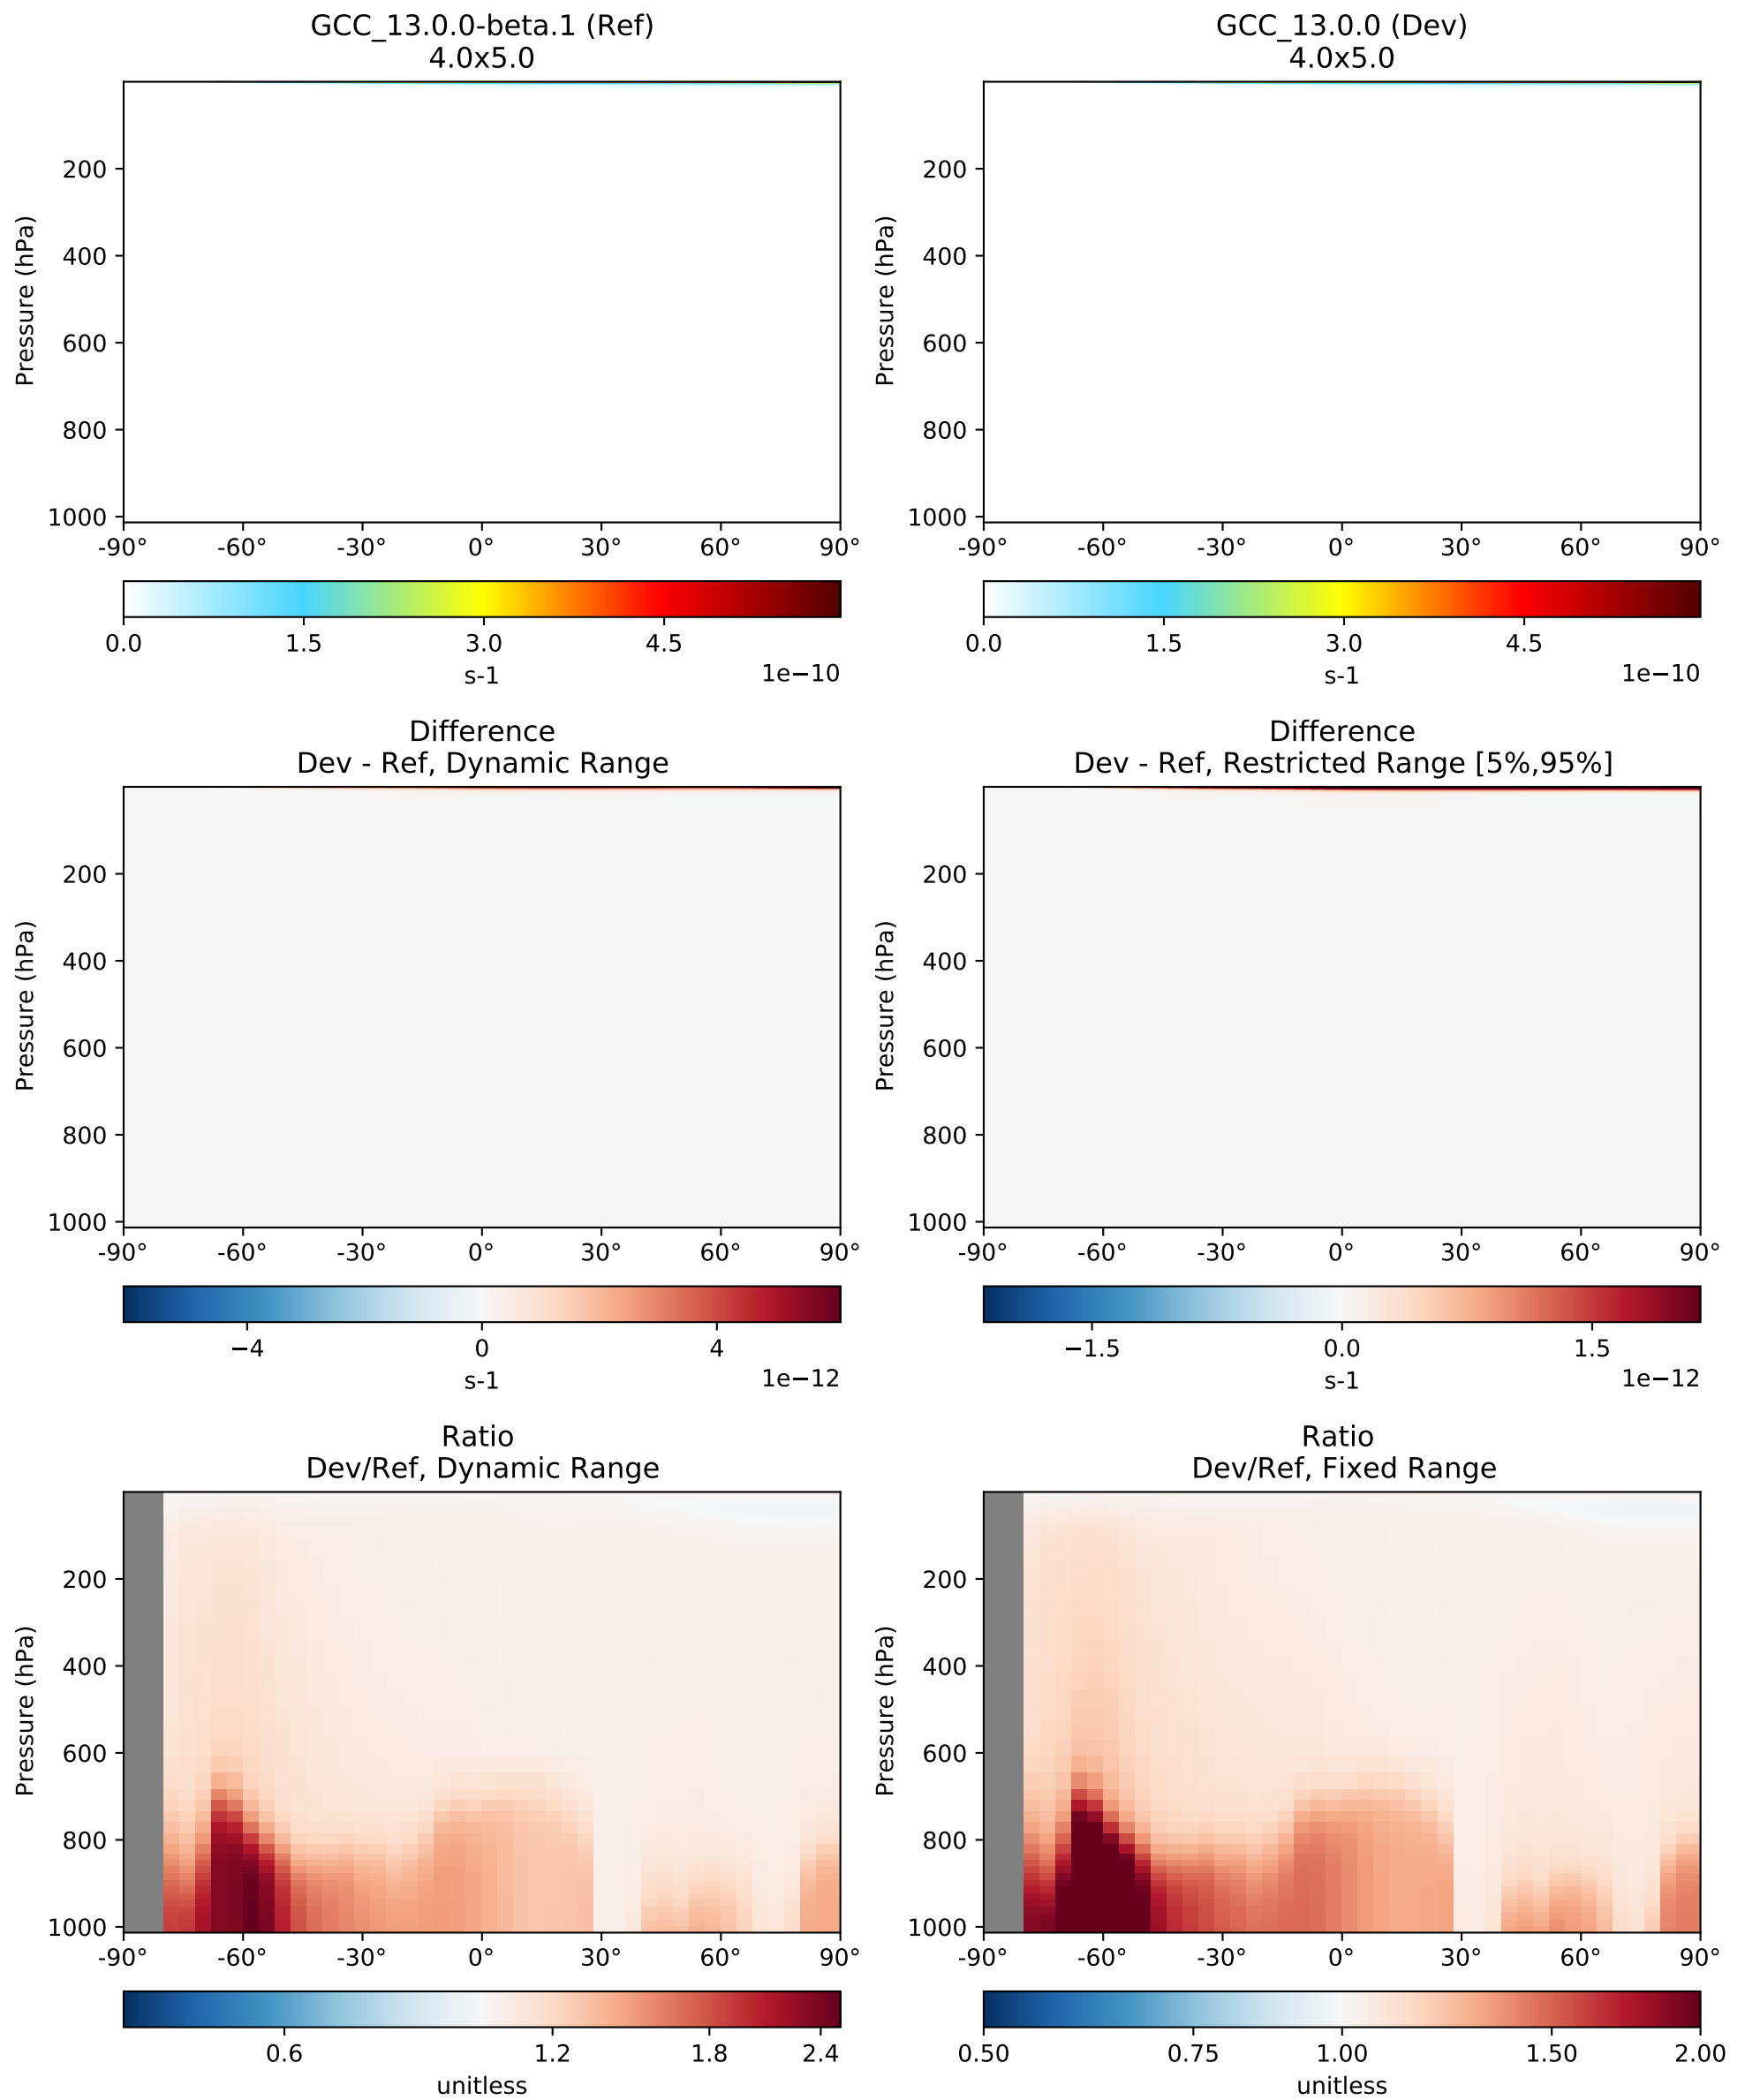 GCC_13.0.0-beta.1 (Ref)
4.0x5.0
Pressure (hPa)
200
400
600
800
1000
-90° -60° -30° 0° 30° 60° 90°
0.0 1.5 3.0 4.5
s-1 1e−10
GCC_13.0.0 (Dev)
4.0x5.0
Pressure (hPa)
200
400
600
800
1000
-90° -60° -30° 0° 30° 60° 90°
0.0 1.5 3.0 4.5
s-1 1e−10
Difference
Dev - Ref, Dynamic Range
Pressure (hPa)
200
400
600
800
1000
-90° -60° -30° 0° 30° 60° 90°
−4 0 4
s-1 1e−12
Difference
Dev - Ref, Restricted Range [5%,95%]
Pressure (hPa)
200
400
600
800
1000
-90° -60° -30° 0° 30° 60° 90°
−1.5 0.0 1.5
s-1 1e−12
Ratio
Dev/Ref, Dynamic Range
Pressure (hPa)
200
400
600
800
1000
-90° -60° -30° 0° 30° 60° 90°
0.6 1.2 1.8 2.4
unitless
Ratio
Dev/Ref, Fixed Range
Pressure (hPa)
200
400
600
800
1000
-90° -60° -30° 0° 30° 60° 90°
0.50 0.75 1.00 1.50 2.00
unitless